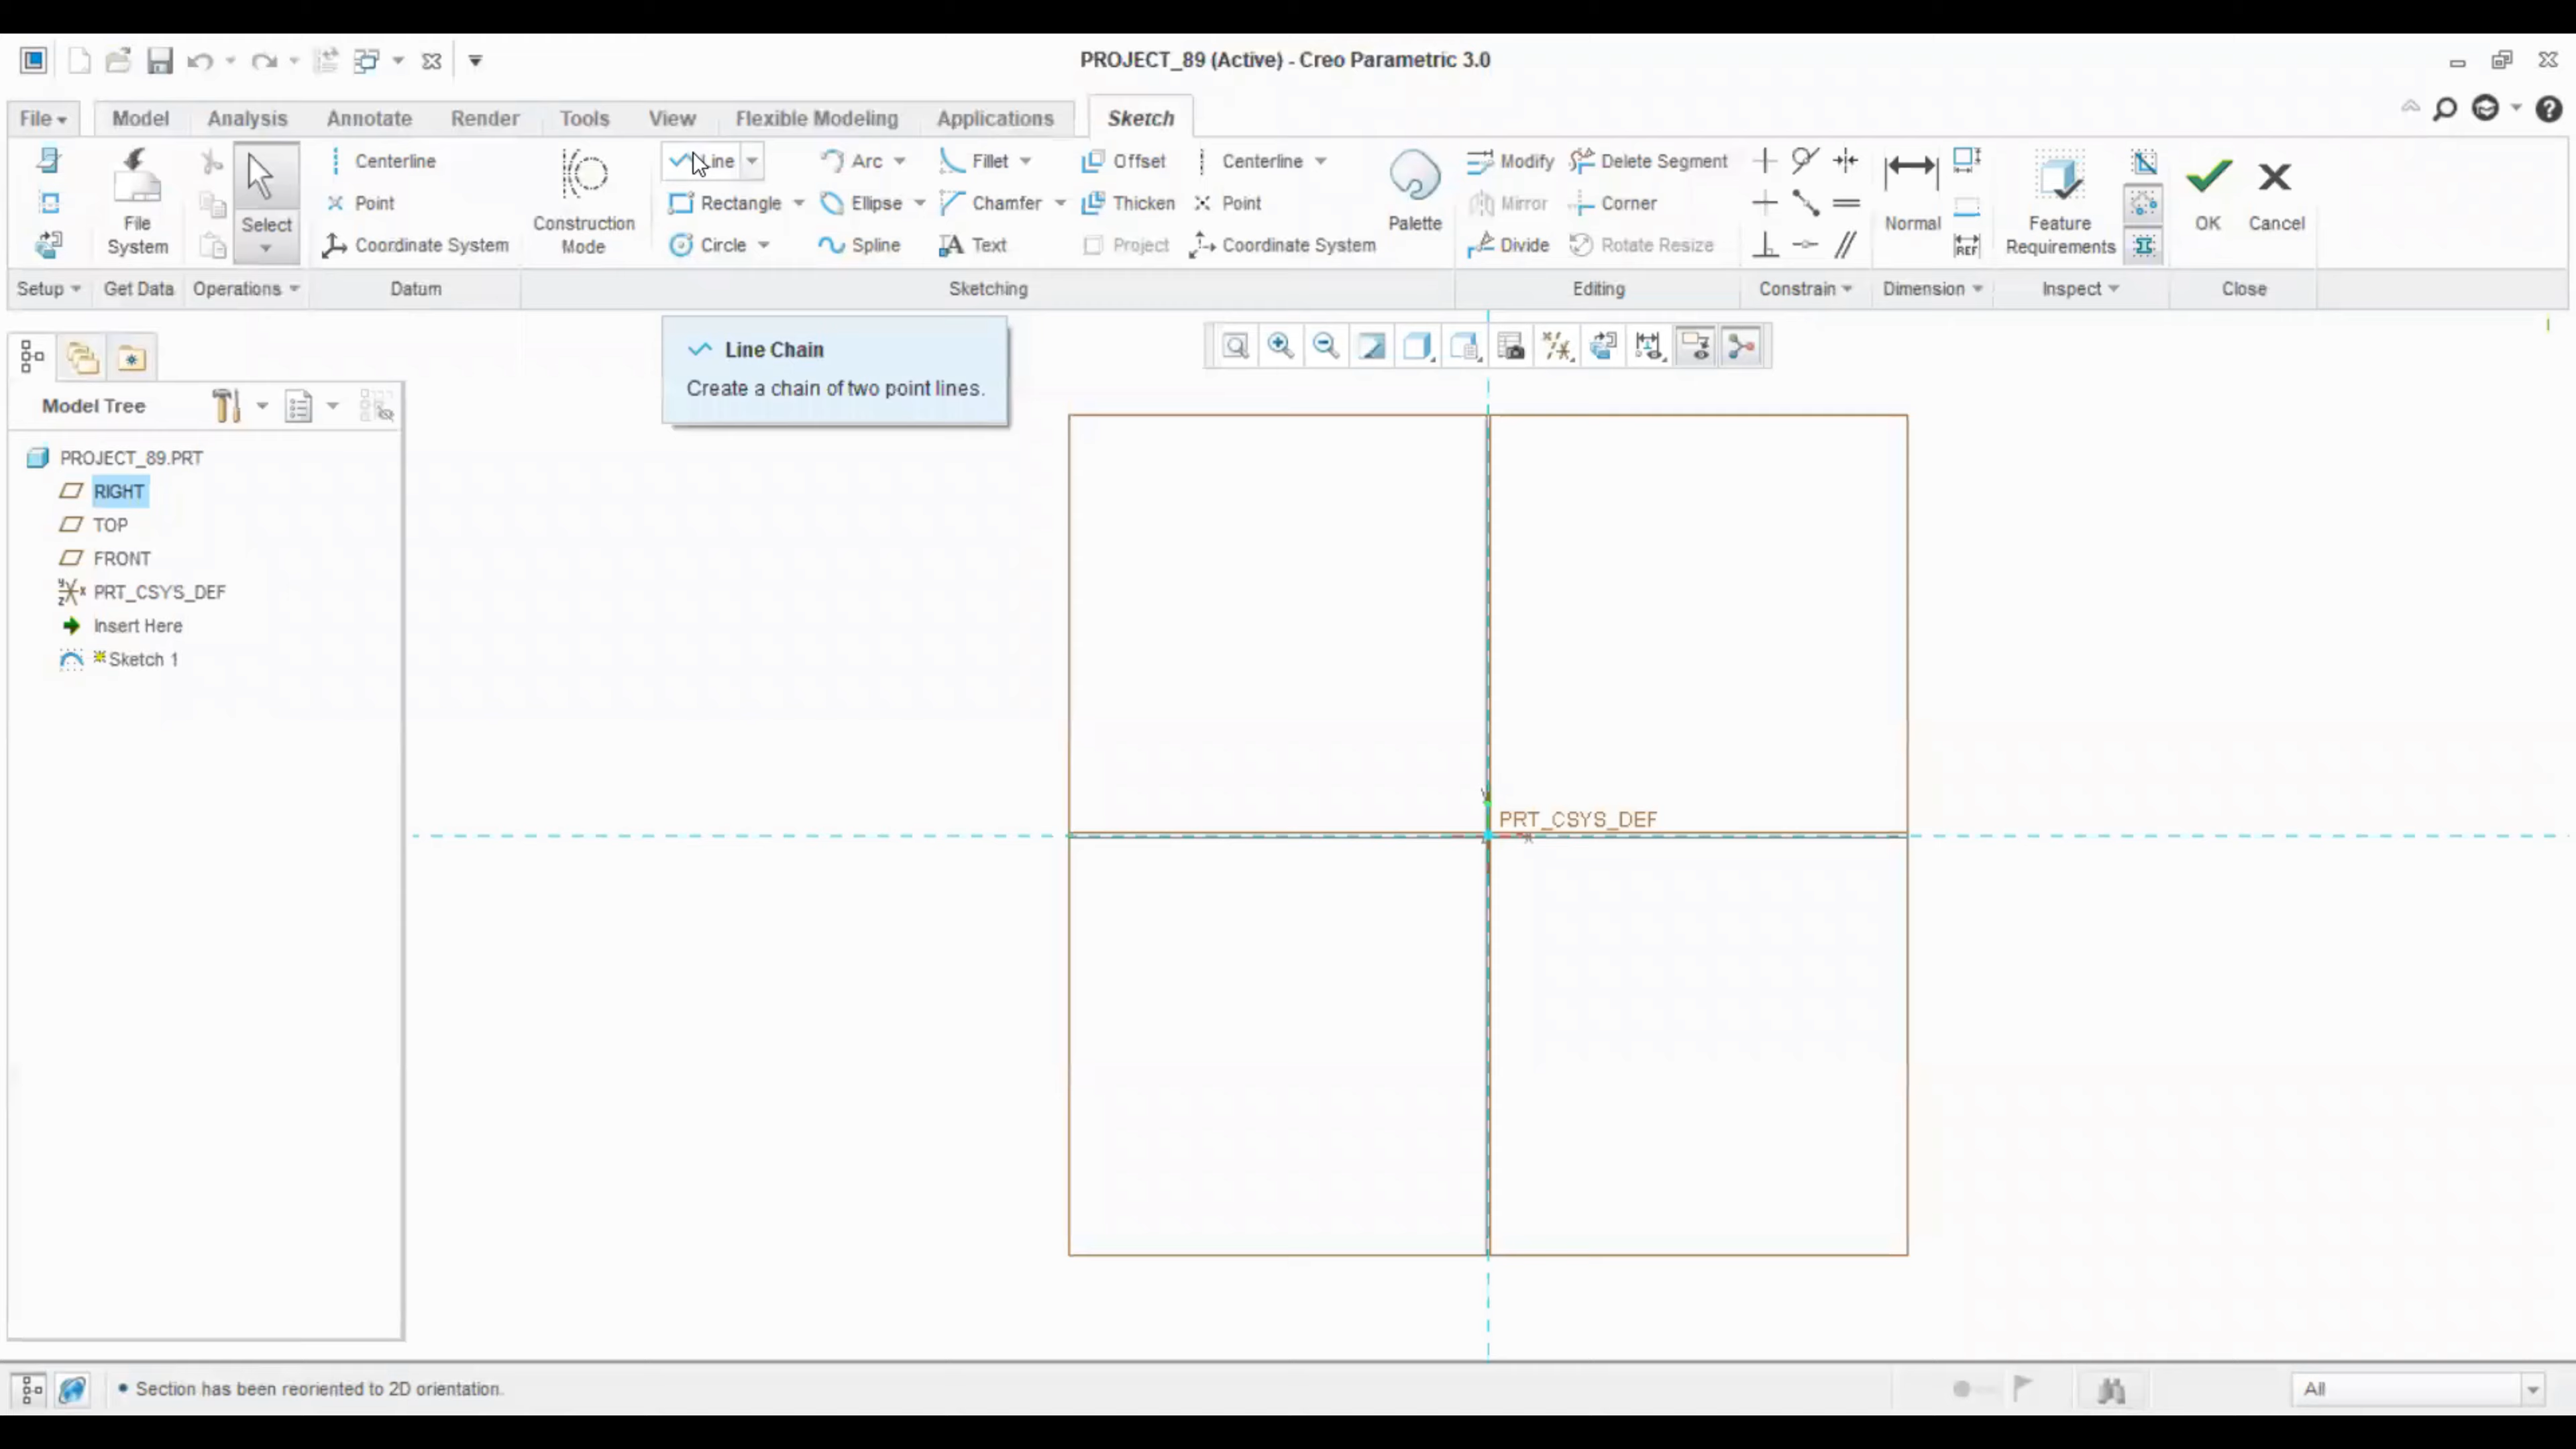 PROJECT_89 (Active) - Creo Parametric 3.0
File Model Analysis Annotate Render Tools View Flexible Modeling Applications Sketch
Centerline Line Arc Fillet Offset Centerline Modify Delete Segment
Point Rectangle Ellipse Chamfer Thicken Point Mirror Corner
File System Select Coordinate System Construction Mode Circle Spline Text Project Coordinate System Palette Divide Rotate Resize Normal REF Feature Requirements OK Cancel
Setup Get Data Operations Datum Sketching Editing Constrain Dimension Inspect Close
Line Chain
Create a chain of two point lines.
Model Tree
PROJECT_89.PRT
RIGHT
TOP
FRONT
PRT_CSYS_DEF
Insert Here
Sketch 1
PRT_CSYS_DEF
Section has been reoriented to 2D orientation.
All